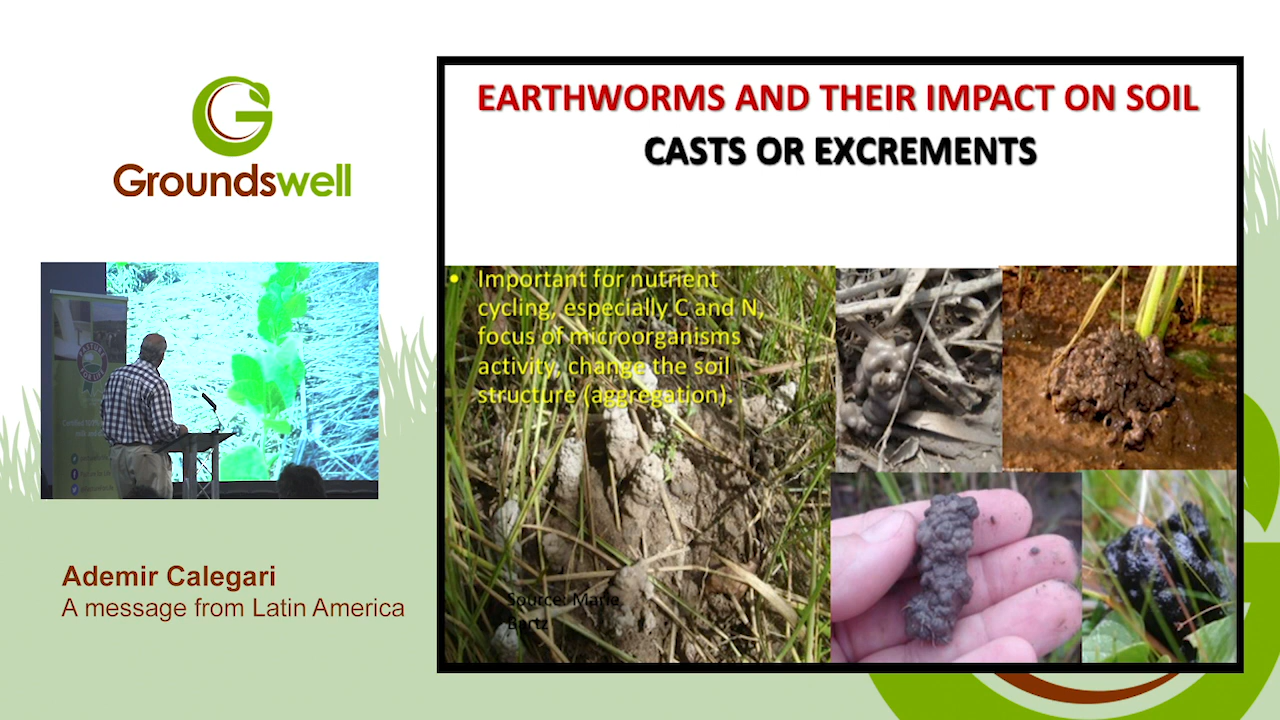 Groundswell
Ademir Calegari
A message from Latin America
EARTHWORMS AND THEIR IMPACT ON SOIL
CASTS OR EXCREMENTS
• Important for nutrient
cycling, especially C and N,
focus of microorganisms
activity, change the soil
structure (aggregation).
Source: Marie
Bartz